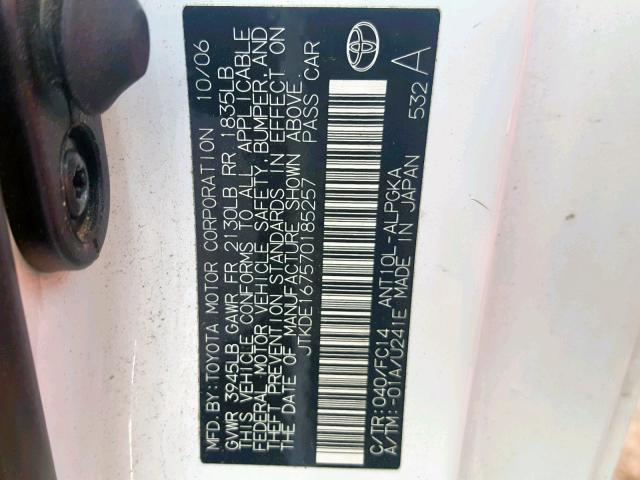 MFD.BY:TOYOTA MOTOR CORPORATION 10/06
GVWR 3945LB GAWR FR 2130LB RR 1835LB
THIS VEHICLE CONFORMS TO ALL APPLICABLE
FEDERAL MOTOR VEHICLE SAFETY,BUMPER,AND
THEFT PREVENTION STANDARDS IN EFFECT ON
THE DATE OF MANUFACTURE SHOWN ABOVE.
JTKDE167570185257 PASS CAR
C/TR:040/FC14 ANT10L-ALPGKA
A/TM:-01A/U241E MADE IN JAPAN 532 A